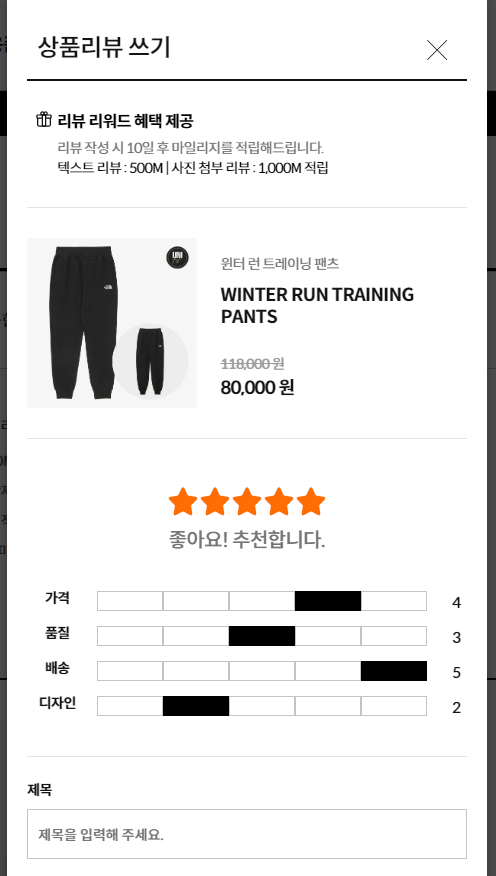 상품리뷰 쓰기
리뷰 리워드 혜택 제공
리뷰 작성 시 10일 후 마일리지를 적립해드립니다.
텍스트 리뷰 : 500M | 사진 첨부 리뷰 : 1,000M 적립
UNI
윈터 런 트레이닝 팬츠
WINTER RUN TRAINING
PANTS
118,000 원
80,000 원
좋아요! 추천합니다.
가격 4
품질 3
배송 5
디자인 2
제목
제목을 입력해 주세요.